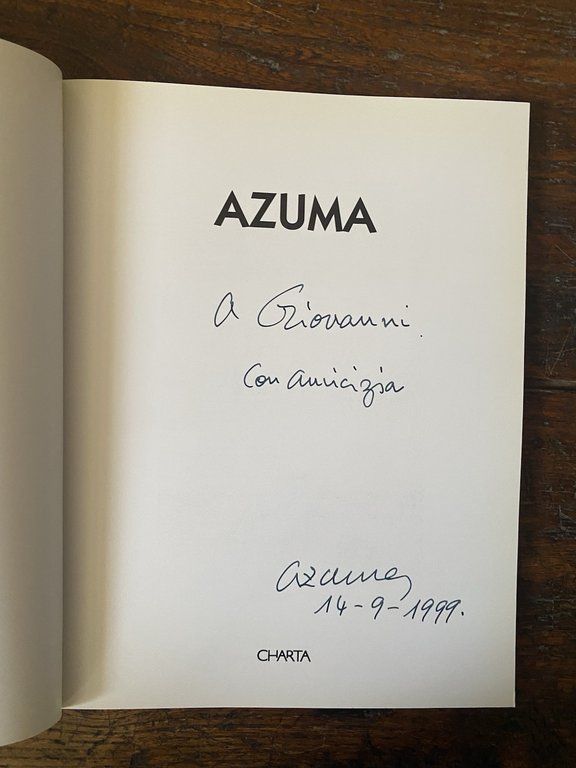 AZUMA
A Giovanni.
con amicizia
Azuma
14-9-1999.
CHARTA